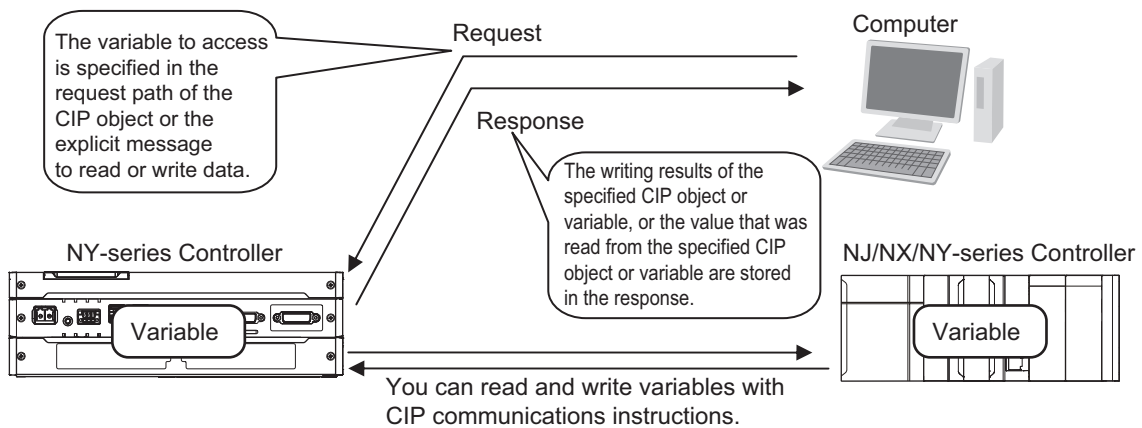 The variable to access
is specified in the
request path of the
CIP object or the
explicit message
to read or write data.
Request
Computer
Response
The writing results of the
specified CIP object or
variable, or the value that was
read from the specified CIP
object or variable are stored
in the response.
NY-series Controller
NJ/NX/NY-series Controller
Variable
Variable
You can read and write variables with
CIP communications instructions.